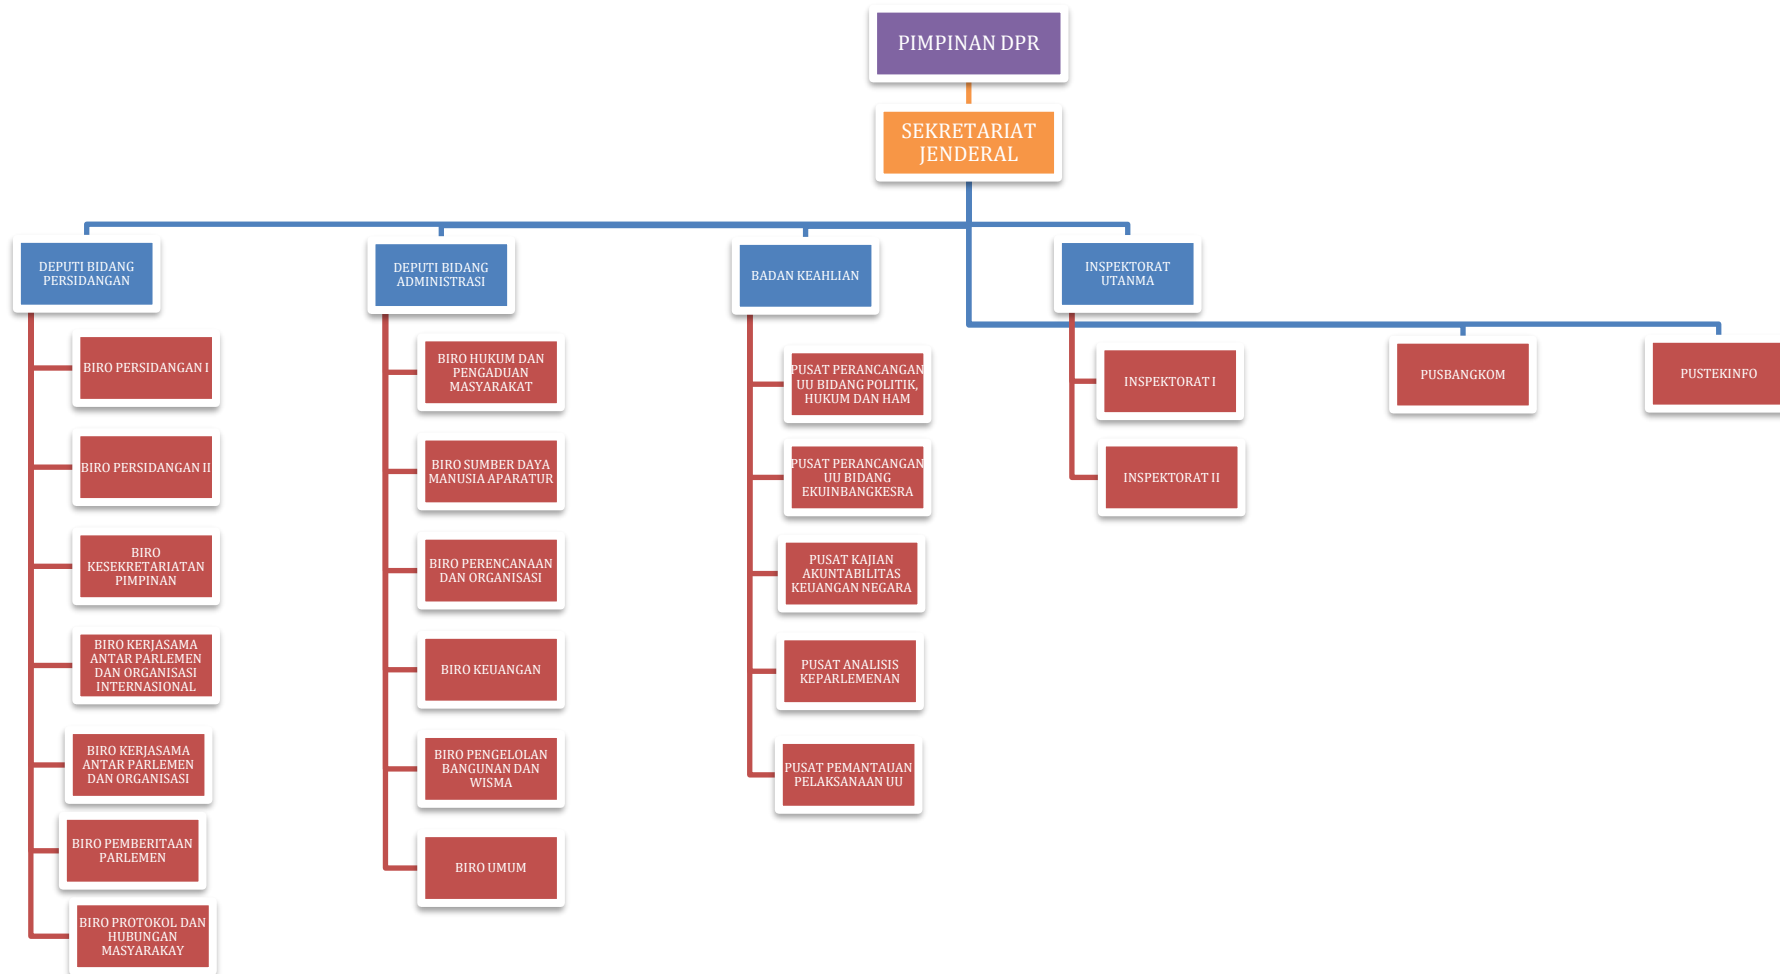 PIMPINAN DPR
SEKRETARIAT
JENDERAL
DEPUTI BIDANG
PERSIDANGAN
BIRO PERSIDANGAN I
BIRO PERSIDANGAN II
BIRO
KESEKRETARIATAN
PIMPINAN
BIRO KERJASAMA
ANTAR PARLEMEN
DAN ORGANISASI
INTERNASIONAL
BIRO KERJASAMA
ANTAR PARLEMEN
DAN ORGANISASI
BIRO PEMBERITAAN
PARLEMEN
BIRO PROTOKOL DAN
HUBUNGAN
MASYARAKAY
DEPUTI BIDANG
ADMINISTRASI
BIRO HUKUM DAN
PENGADUAN
MASYARAKAT
BIRO SUMBER DAYA
MANUSIA APARATUR
BIRO PERENCANAAN
DAN ORGANISASI
BIRO KEUANGAN
BIRO PENGELOLAN
BANGUNAN DAN
WISMA
BIRO UMUM
BADAN KEAHLIAN
PUSAT PERANCANGAN
UU BIDANG POLITIK,
HUKUM DAN HAM
PUSAT PERANCANGAN
UU BIDANG
EKUINBANGKESRA
PUSAT KAJIAN
AKUNTABILITAS
KEUANGAN NEGARA
PUSAT ANALISIS
KEPARLEMENAN
PUSAT PEMANTAUAN
PELAKSANAAN UU
INSPEKTORAT
UTANMA
INSPEKTORAT I
INSPEKTORAT II
PUSBANGKOM
PUSTEKINFO